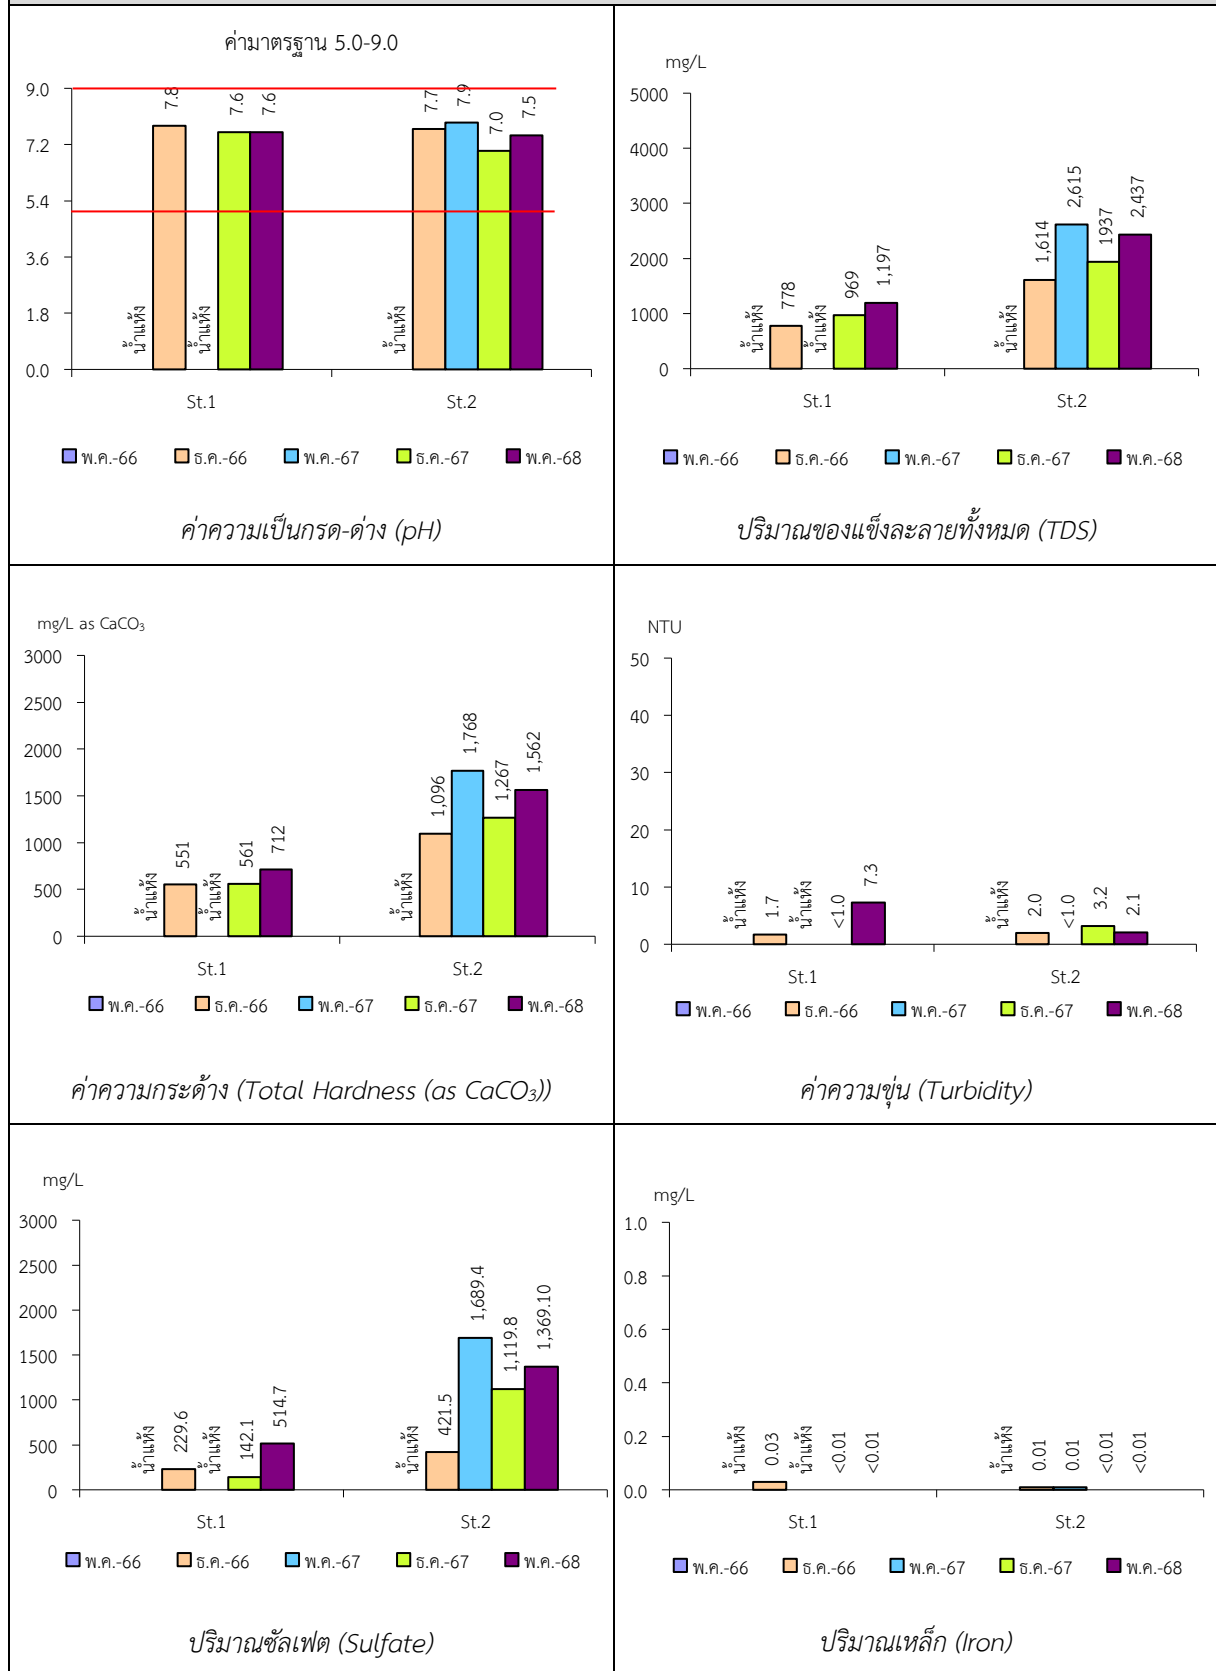 ค่ามาตรฐาน 5.0-9.0
9.0
7.2
5.4
3.6
1.8
0.0
น้ำแห้ง
7.8
น้ำแห้ง
7.6
7.6
น้ำแห้ง
7.7
7.9
7.0
7.5
St.1
St.2
พ.ค.-66
ธ.ค.-66
พ.ค.-67
ธ.ค.-67
พ.ค.-68
ค่าความเป็นกรด-ด่าง (pH)
mg/L
5000
4000
3000
2000
1000
0
น้ำแห้ง
778
น้ำแห้ง
969
1,197
น้ำแห้ง
1,614
2,615
1937
2,437
St.1
St.2
พ.ค.-66
ธ.ค.-66
พ.ค.-67
ธ.ค.-67
พ.ค.-68
ปริมาณของแข็งละลายทั้งหมด (TDS)
mg/L as CaCO₃
3000
2500
2000
1500
1000
500
0
น้ำแห้ง
551
น้ำแห้ง
561
712
น้ำแห้ง
1,096
1,768
1,267
1,562
St.1
St.2
พ.ค.-66
ธ.ค.-66
พ.ค.-67
ธ.ค.-67
พ.ค.-68
ค่าความกระด้าง (Total Hardness (as CaCO₃))
NTU
50
40
30
20
10
0
น้ำแห้ง
1.7
น้ำแห้ง
<1.0
7.3
น้ำแห้ง
2.0
<1.0
3.2
2.1
St.1
St.2
พ.ค.-66
ธ.ค.-66
พ.ค.-67
ธ.ค.-67
พ.ค.-68
ค่าความขุ่น (Turbidity)
mg/L
3000
2500
2000
1500
1000
500
0
น้ำแห้ง
229.6
น้ำแห้ง
142.1
514.7
น้ำแห้ง
421.5
1,689.4
1,119.8
1,369.10
St.1
St.2
พ.ค.-66
ธ.ค.-66
พ.ค.-67
ธ.ค.-67
พ.ค.-68
ปริมาณซัลเฟต (Sulfate)
mg/L
1.0
0.8
0.6
0.4
0.2
0.0
น้ำแห้ง
0.03
น้ำแห้ง
<0.01
<0.01
น้ำแห้ง
0.01
0.01
<0.01
<0.01
St.1
St.2
พ.ค.-66
ธ.ค.-66
พ.ค.-67
ธ.ค.-67
พ.ค.-68
ปริมาณเหล็ก (Iron)